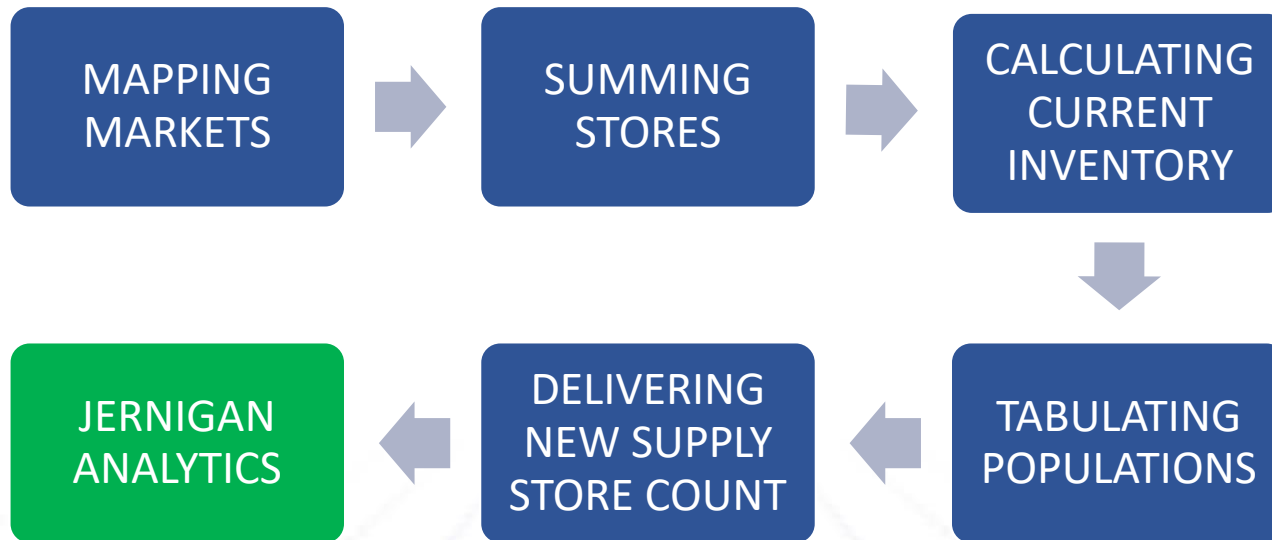 MAPPING
MARKETS
SUMMING
STORES
CALCULATING
CURRENT
INVENTORY
TABULATING
POPULATIONS
DELIVERING
NEW SUPPLY
STORE COUNT
JERNIGAN
ANALYTICS